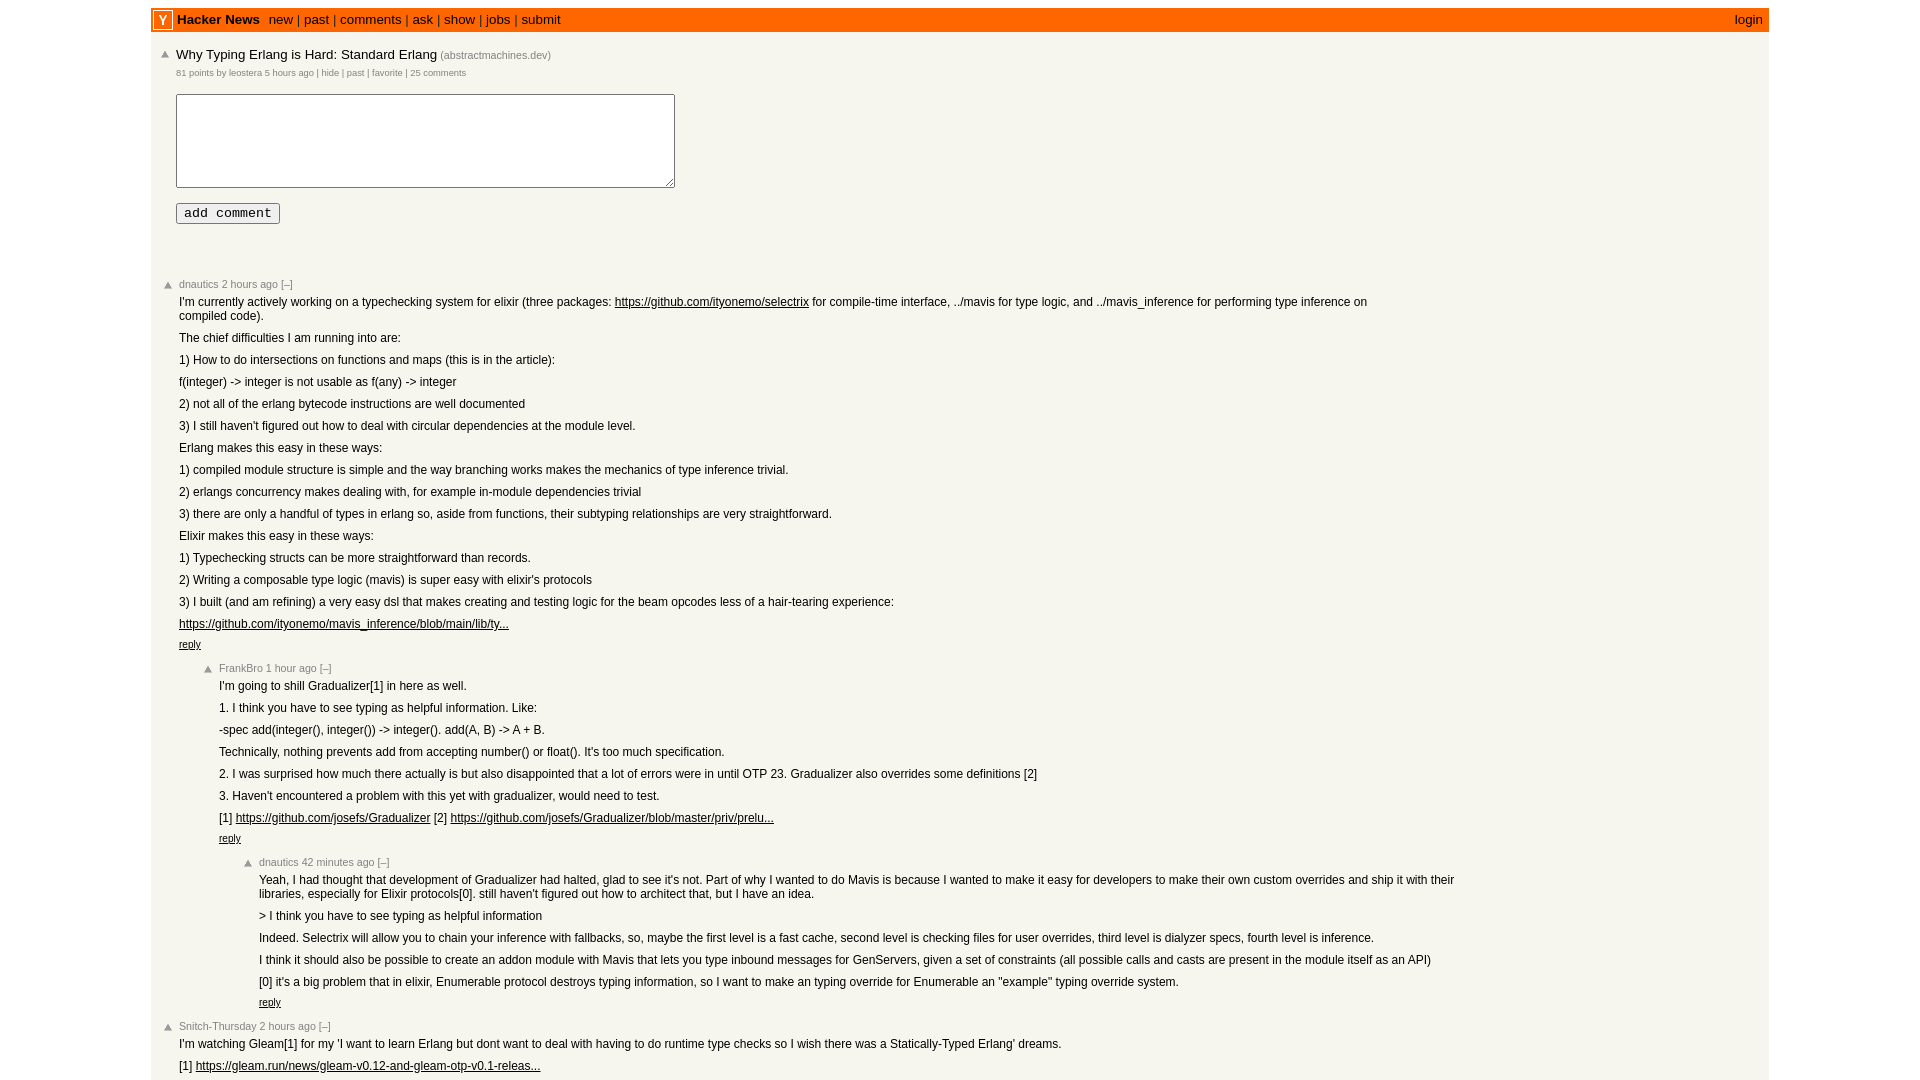 Y Hacker News new | past | comments | ask | show | jobs | submit login
Why Typing Erlang is Hard: Standard Erlang (abstractmachines.dev)
81 points by leostera 5 hours ago | hide | past | favorite | 25 comments
add comment
dnautics 2 hours ago [–]
I'm currently actively working on a typechecking system for elixir (three packages: https://github.com/ityonemo/selectrix for compile-time interface, ../mavis for type logic, and ../mavis_inference for performing type inference on
compiled code).
The chief difficulties I am running into are:
1) How to do intersections on functions and maps (this is in the article):
f(integer) -> integer is not usable as f(any) -> integer
2) not all of the erlang bytecode instructions are well documented
3) I still haven't figured out how to deal with circular dependencies at the module level.
Erlang makes this easy in these ways:
1) compiled module structure is simple and the way branching works makes the mechanics of type inference trivial.
2) erlangs concurrency makes dealing with, for example in-module dependencies trivial
3) there are only a handful of types in erlang so, aside from functions, their subtyping relationships are very straightforward.
Elixir makes this easy in these ways:
1) Typechecking structs can be more straightforward than records.
2) Writing a composable type logic (mavis) is super easy with elixir's protocols
3) I built (and am refining) a very easy dsl that makes creating and testing logic for the beam opcodes less of a hair-tearing experience:
https://github.com/ityonemo/mavis_inference/blob/main/lib/ty...
reply
FrankBro 1 hour ago [–]
I'm going to shill Gradualizer[1] in here as well.
1. I think you have to see typing as helpful information. Like:
-spec add(integer(), integer()) -> integer(). add(A, B) -> A + B.
Technically, nothing prevents add from accepting number() or float(). It's too much specification.
2. I was surprised how much there actually is but also disappointed that a lot of errors were in until OTP 23. Gradualizer also overrides some definitions [2]
3. Haven't encountered a problem with this yet with gradualizer, would need to test.
[1] https://github.com/josefs/Gradualizer [2] https://github.com/josefs/Gradualizer/blob/master/priv/prelu...
reply
dnautics 42 minutes ago [–]
Yeah, I had thought that development of Gradualizer had halted, glad to see it's not. Part of why I wanted to do Mavis is because I wanted to make it easy for developers to make their own custom overrides and ship it with their
libraries, especially for Elixir protocols[0]. still haven't figured out how to architect that, but I have an idea.
> I think you have to see typing as helpful information
Indeed. Selectrix will allow you to chain your inference with fallbacks, so, maybe the first level is a fast cache, second level is checking files for user overrides, third level is dialyzer specs, fourth level is inference.
I think it should also be possible to create an addon module with Mavis that lets you type inbound messages for GenServers, given a set of constraints (all possible calls and casts are present in the module itself as an API)
[0] it's a big problem that in elixir, Enumerable protocol destroys typing information, so I want to make an typing override for Enumerable an "example" typing override system.
reply
Snitch-Thursday 2 hours ago [–]
I'm watching Gleam[1] for my 'I want to learn Erlang but dont want to deal with having to do runtime type checks so I wish there was a Statically-Typed Erlang' dreams.
[1] https://gleam.run/news/gleam-v0.12-and-gleam-otp-v0.1-releas...